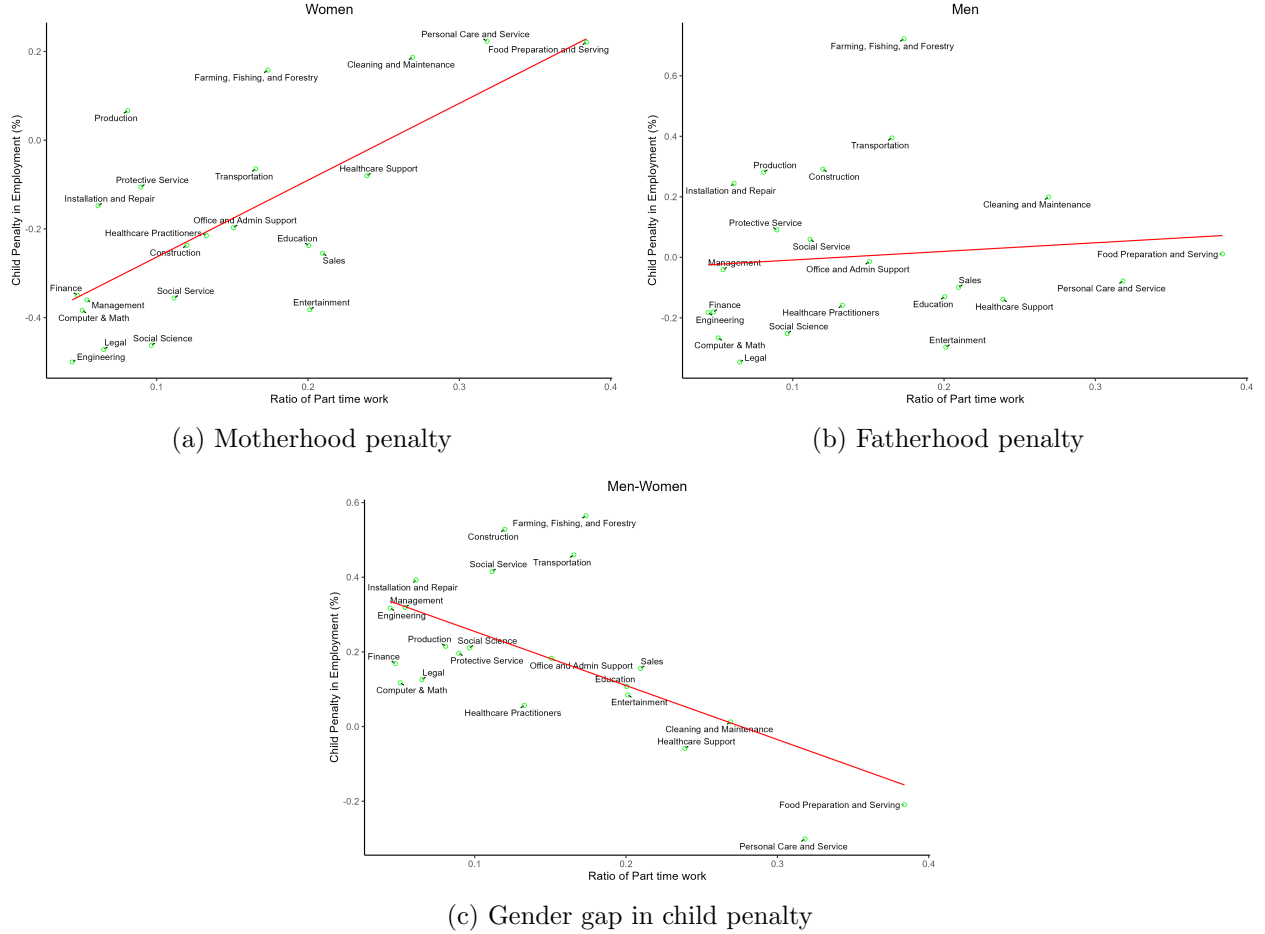 Women
Child Penalty in Employment (%)
0.2
0.0
-0.2
-0.4
Personal Care and Service
Food Preparation and Serving
Cleaning and Maintenance
Farming, Fishing, and Forestry
Production
Healthcare Support
Transportation
Protective Service
Installation and Repair
Office and Admin Support
Healthcare Practitioners
Education
Construction
Sales
Finance
Social Service
Management
Entertainment
Computer & Math
Social Science
Legal
Engineering
0.1
0.2
0.3
0.4
Ratio of Part time work
(a) Motherhood penalty
Men
Child Penalty in Employment (%)
0.6
0.4
0.2
0.0
-0.2
Farming, Fishing, and Forestry
Transportation
Production
Construction
Installation and Repair
Cleaning and Maintenance
Protective Service
Social Service
Food Preparation and Serving
Management
Office and Admin Support
Sales
Personal Care and Service
Finance
Education
Healthcare Support
Healthcare Practitioners
Engineering
Social Science
Entertainment
Computer & Math
Legal
0.1
0.2
0.3
0.4
Ratio of Part time work
(b) Fatherhood penalty
Men-Women
Child Penalty in Employment (%)
0.6
0.4
0.2
0.0
-0.2
Farming, Fishing, and Forestry
Construction
Transportation
Social Service
Installation and Repair
Management
Engineering
Production
Social Science
Finance
Protective Service
Office and Admin Support
Sales
Legal
Education
Computer & Math
Entertainment
Healthcare Practitioners
Cleaning and Maintenance
Healthcare Support
Food Preparation and Serving
Personal Care and Service
0.1
0.2
0.3
0.4
Ratio of Part time work
(c) Gender gap in child penalty